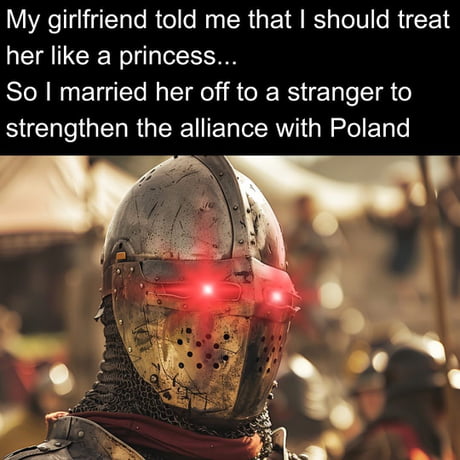 My girlfriend told me that I should treat
her like a princess...
So I married her off to a stranger to
strengthen the alliance with Poland